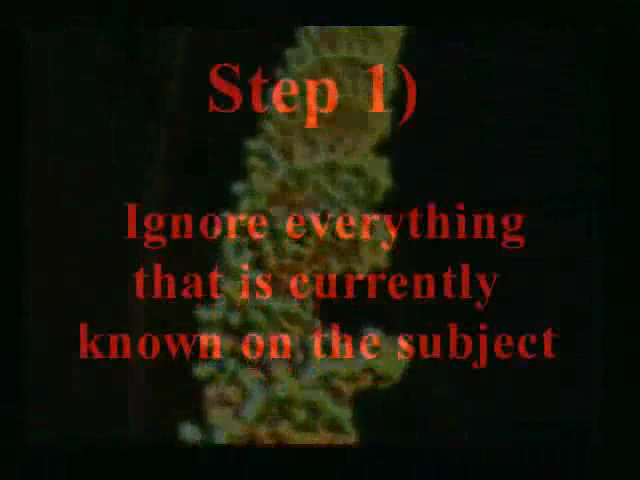 Step 1)
Ignore everything
that is currently
known on the subject